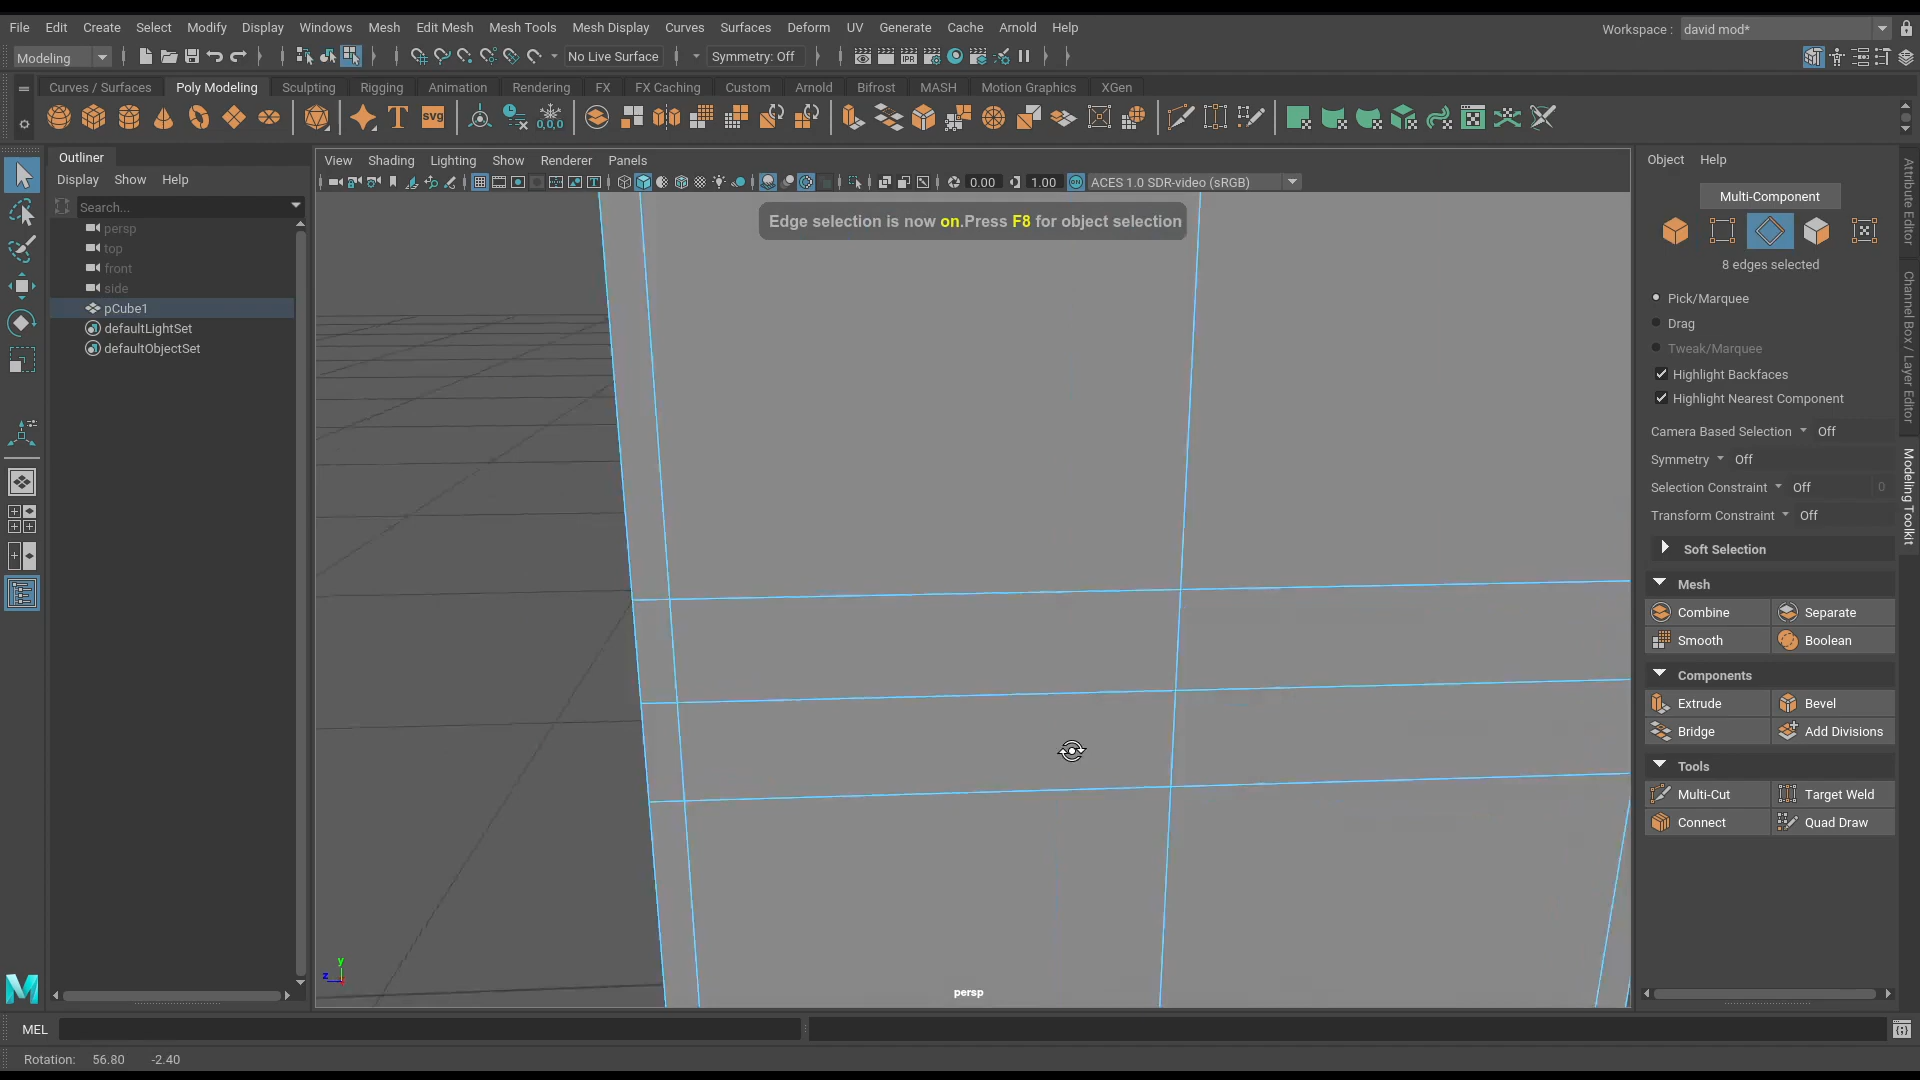 File Edit Create Select Modify Display Windows Mesh Edit Mesh Mesh Tools Mesh Display Curves Surfaces Deform UV Generate Cache Arnold Help
Workspace : david mod*
Modeling No Live Surface Symmetry: Off IPR
Curves / Surfaces Poly Modeling Sculpting Rigging Animation Rendering FX FX Caching Custom Arnold Bifrost MASH Motion Graphics XGen
T SVG 0,0,0
Outliner
Display Show Help
Search...
persp
top
front
side
pCube1
defaultLightSet
defaultObjectSet
View Shading Lighting Show Renderer Panels
0.00 1.00 ON ACES 1.0 SDR-video (sRGB)
Edge selection is now on.Press F8 for object selection
y
z
persp
Object Help
Multi-Component
8 edges selected
Pick/Marquee
Drag
Tweak/Marquee
Highlight Backfaces
Highlight Nearest Component
Camera Based Selection Off
Symmetry Off
Selection Constraint Off 0
Transform Constraint Off
Soft Selection
Mesh
Combine Separate
Smooth Boolean
Components
Extrude Bevel
Bridge Add Divisions
Tools
Multi-Cut Target Weld
Connect Quad Draw
Attribute Editor
Channel Box / Layer Editor
Modeling Toolkit
M
MEL
Rotation: 56.80 -2.40